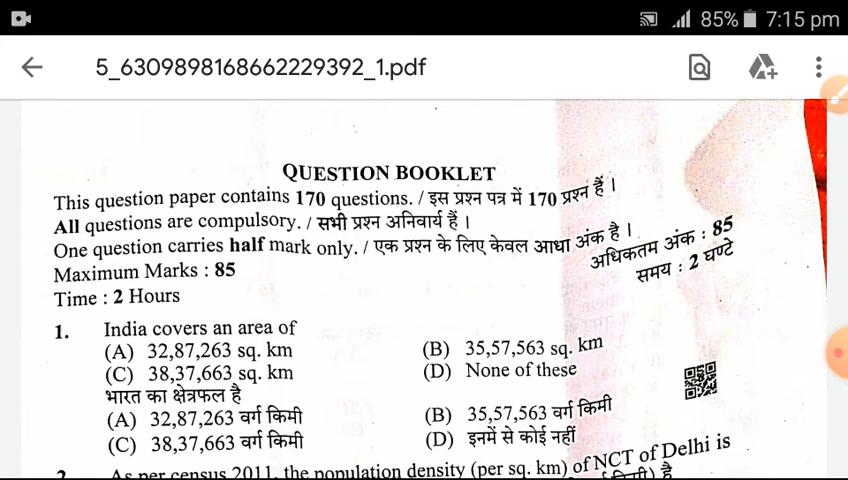 85% 7:15 pm
5_6309898168662229392_1.pdf
QUESTION BOOKLET
This question paper contains 170 questions. / इस प्रश्न पत्र में 170 प्रश्न हैं ।
All questions are compulsory. / सभी प्रश्न अनिवार्य हैं ।
One question carries half mark only. / एक प्रश्न के लिए केवल आधा अंक है ।
Maximum Marks : 85 अधिकतम अंक : 85
Time : 2 Hours समय : 2 घण्टे
1. India covers an area of
(A) 32,87,263 sq. km (B) 35,57,563 sq. km
(C) 38,37,663 sq. km (D) None of these
भारत का क्षेत्रफल है
(A) 32,87,263 वर्ग किमी (B) 35,57,563 वर्ग किमी
(C) 38,37,663 वर्ग किमी (D) इनमें से कोई नहीं
2. As per census 2011, the population density (per sq. km) of NCT of Delhi is